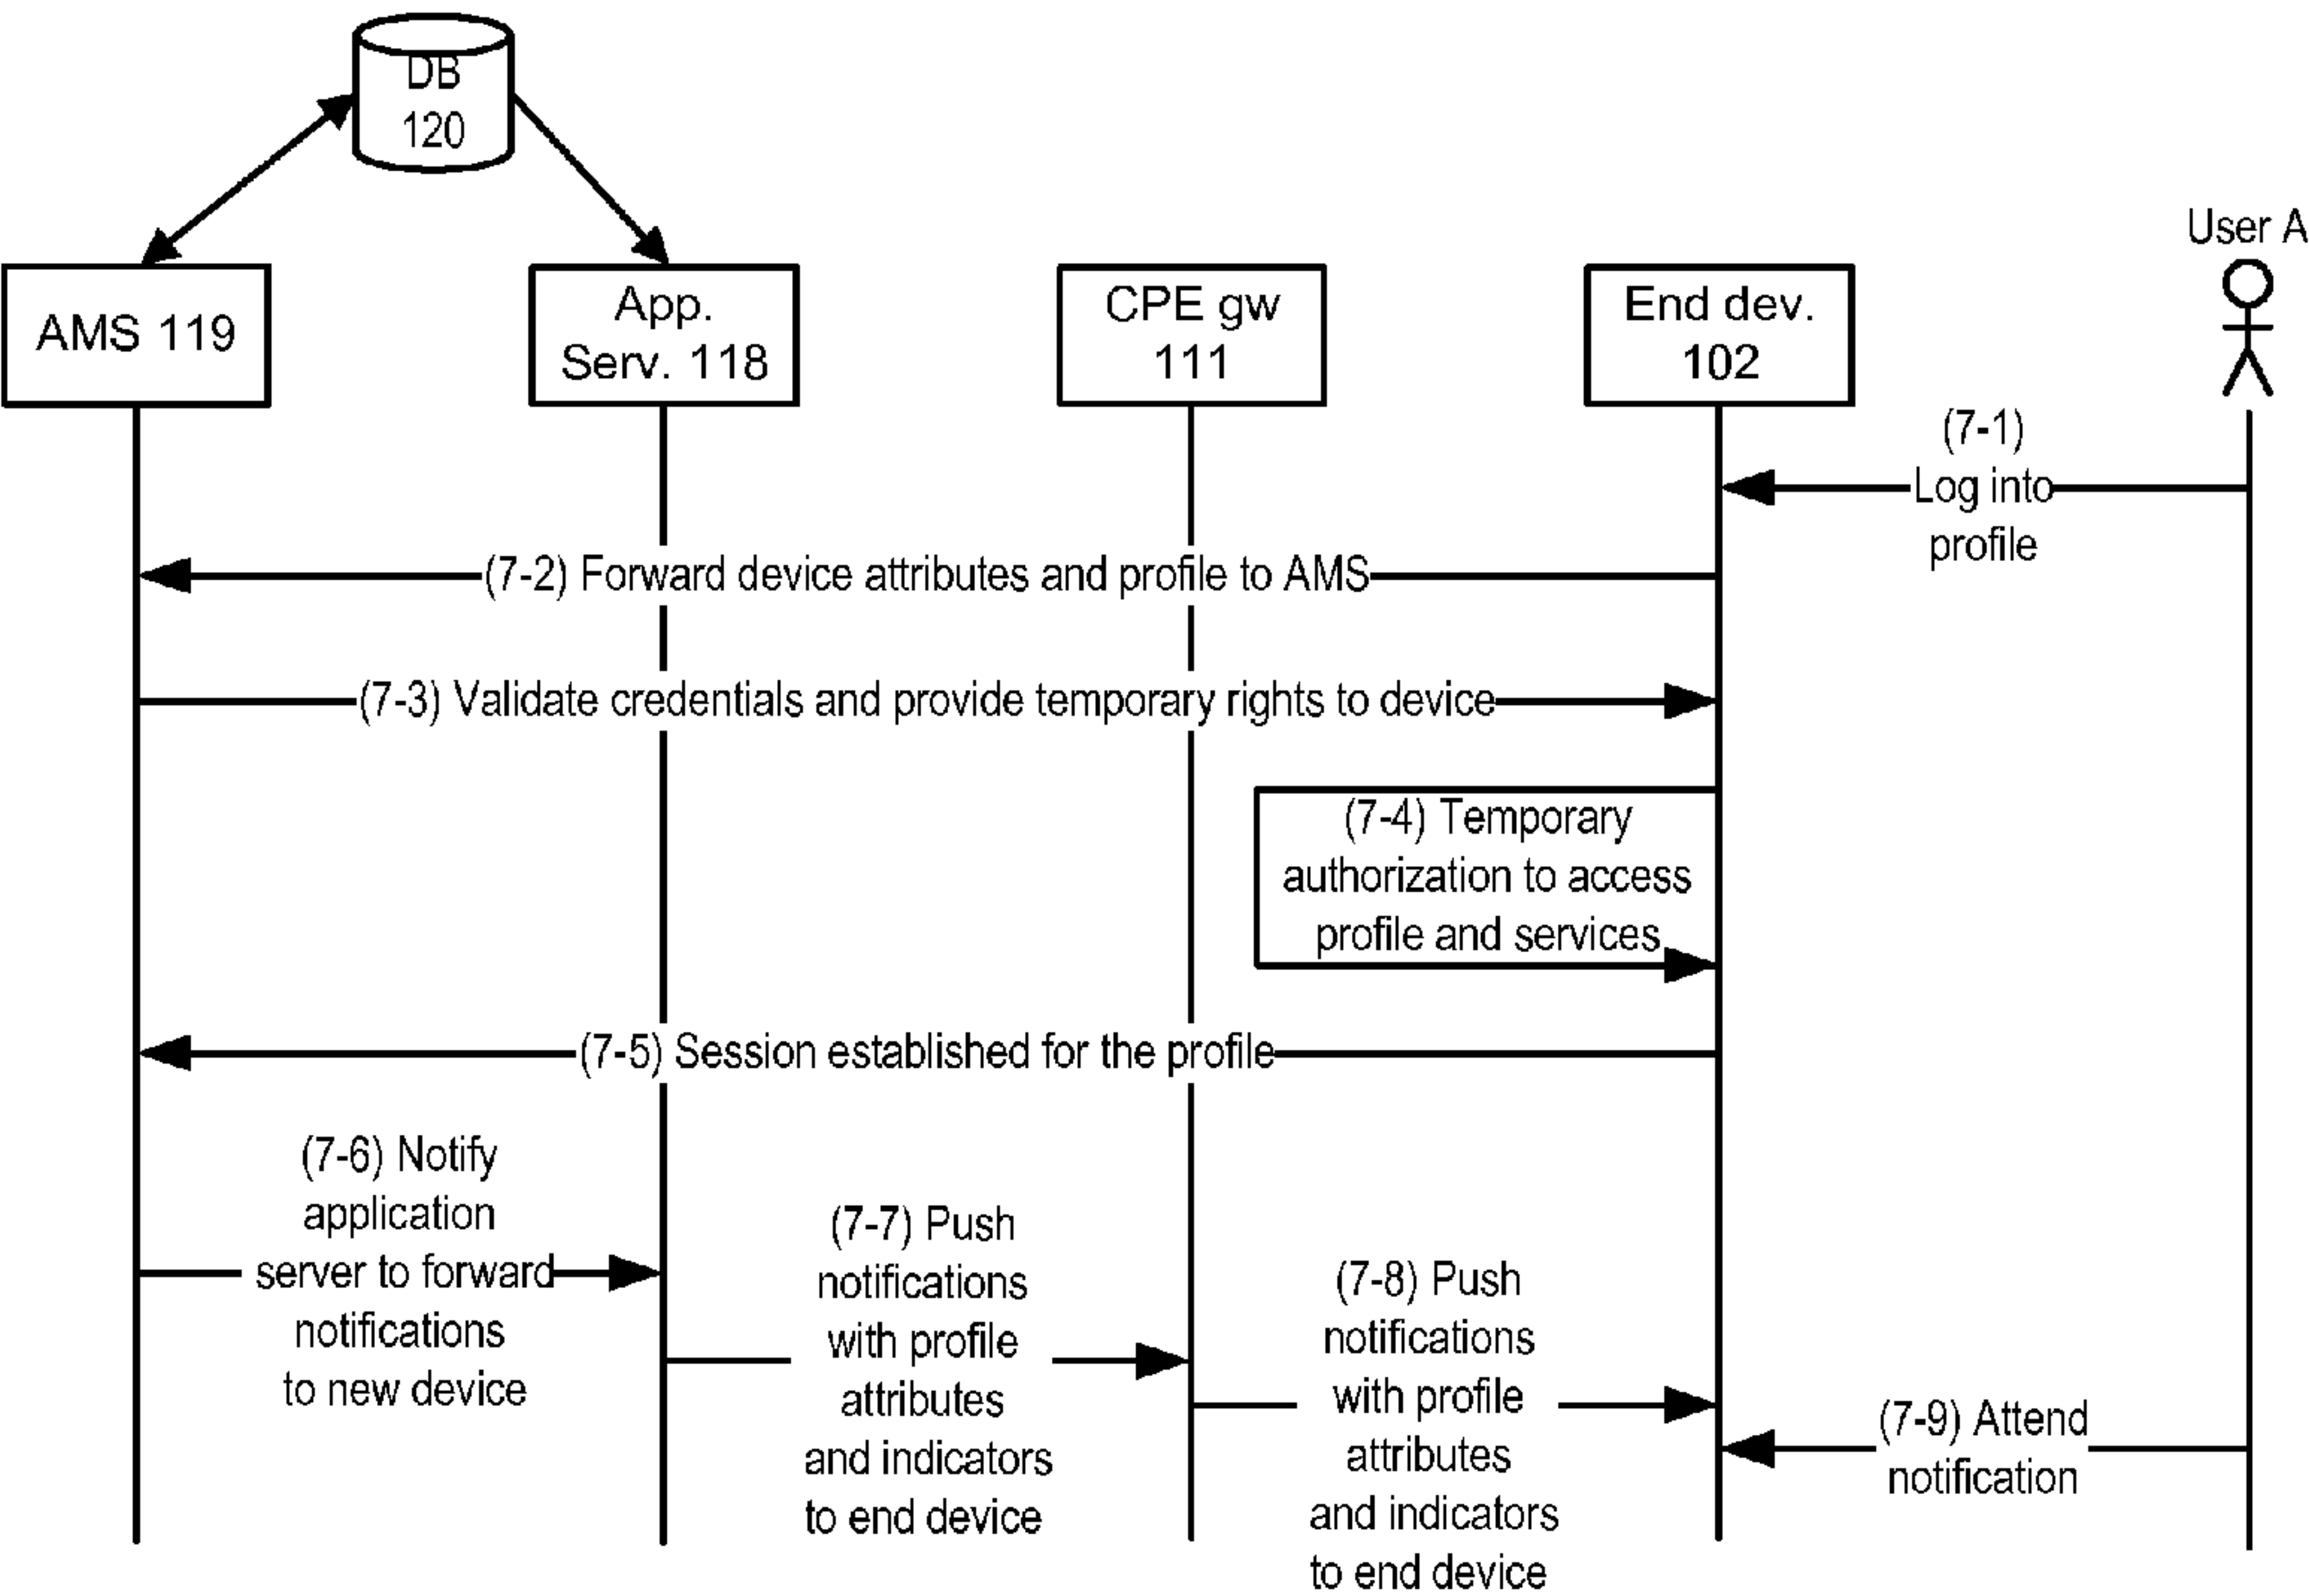 DB
120
User A
AMS 119
App.
Serv. 118
CPE gw
111
End dev.
102
(7-1)
Log into
profile
(7-2) Forward device attributes and profile to AMS
(7-3) Validate credentials and provide temporary rights to device
(7-4) Temporary
authorization to access
profile and services
(7-5) Session established for the profile
(7-6) Notify
application
server to forward
notifications
to new device
(7-7) Push
notifications
with profile
attributes
and indicators
to end device
(7-8) Push
notifications
with profile
attributes
and indicators
to end device
(7-9) Attend
notification